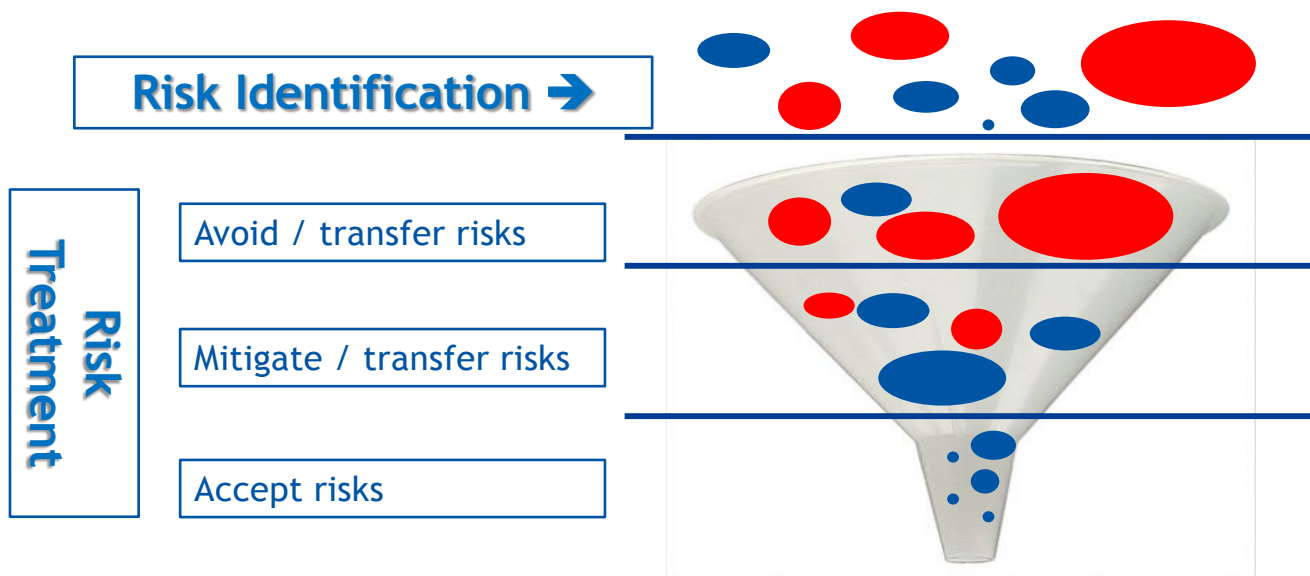 Risk Identification 🡲
Risk
Treatment
Avoid / transfer risks
Mitigate / transfer risks
Accept risks